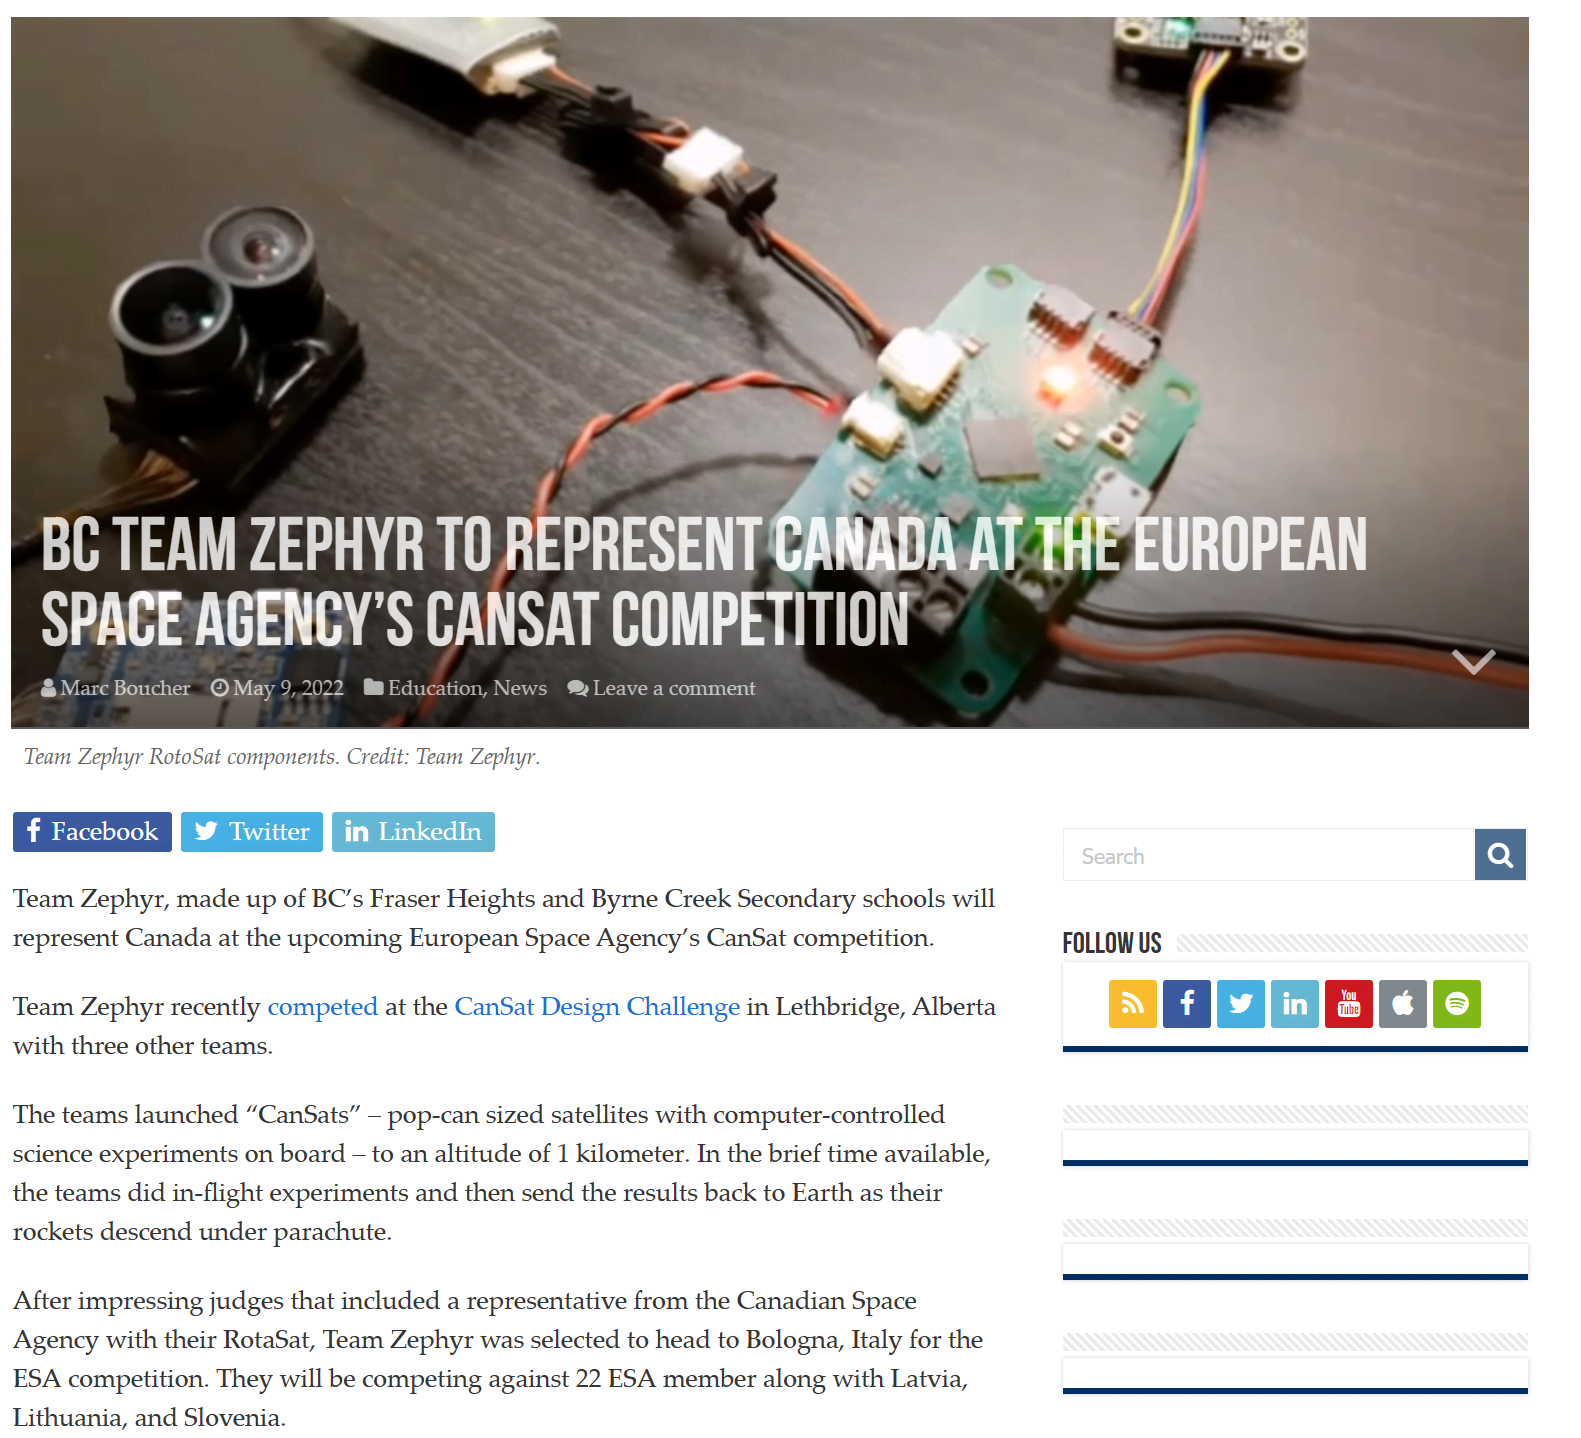 BC TEAM ZEPHYR TO REPRESENT CANADA AT THE EUROPEAN
SPACE AGENCY’S CANSAT COMPETITION
Marc Boucher May 9, 2022 Education, News Leave a comment
Team Zephyr RotoSat components. Credit: Team Zephyr.
Facebook Twitter LinkedIn
Team Zephyr, made up of BC’s Fraser Heights and Byrne Creek Secondary schools will
represent Canada at the upcoming European Space Agency’s CanSat competition.
Team Zephyr recently competed at the CanSat Design Challenge in Lethbridge, Alberta
with three other teams.
The teams launched “CanSats” – pop-can sized satellites with computer-controlled
science experiments on board – to an altitude of 1 kilometer. In the brief time available,
the teams did in-flight experiments and then send the results back to Earth as their
rockets descend under parachute.
After impressing judges that included a representative from the Canadian Space
Agency with their RotaSat, Team Zephyr was selected to head to Bologna, Italy for the
ESA competition. They will be competing against 22 ESA member along with Latvia,
Lithuania, and Slovenia.
Search
FOLLOW US
You Tube